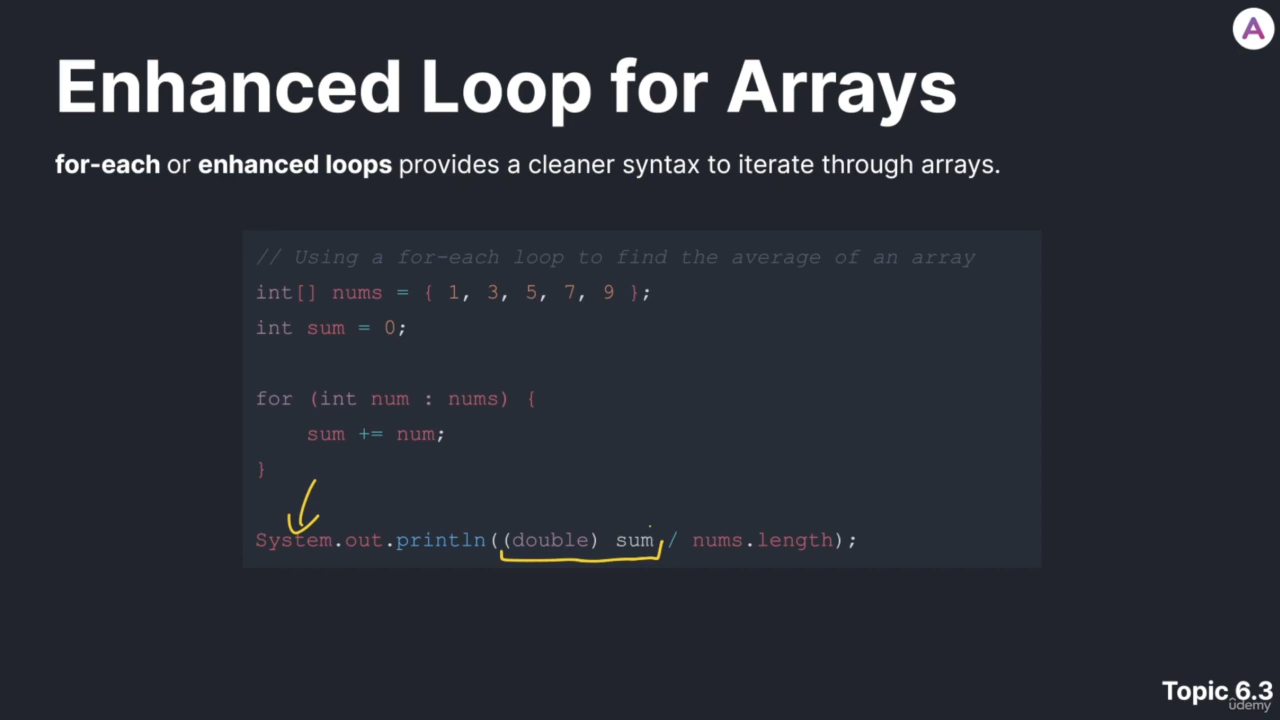 A
Enhanced Loop for Arrays
for-each or enhanced loops provides a cleaner syntax to iterate through arrays.
// Using a for-each loop to find the average of an array
int[] nums = { 1, 3, 5, 7, 9 };
int sum = 0;
for (int num : nums) {
    sum += num;
}
System.out.println((double) sum / nums.length);
Topic 6.3
ûdemy